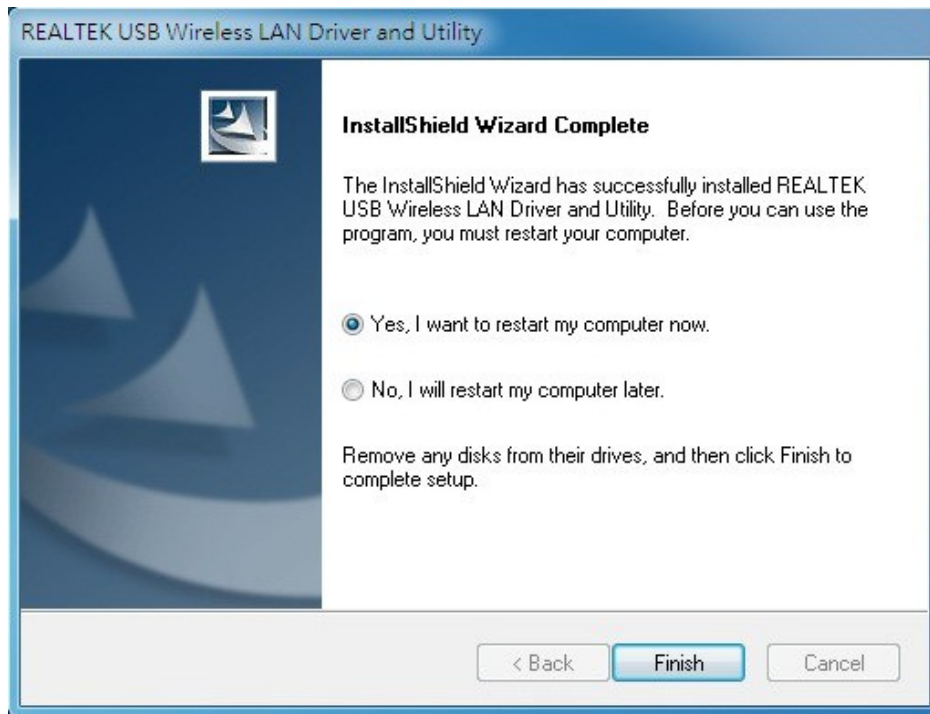 REALTEK USB Wireless LAN Driver and Utility
InstallShield Wizard Complete
The InstallShield Wizard has successfully installed REALTEK
USB Wireless LAN Driver and Utility.  Before you can use the
program, you must restart your computer.
Yes, I want to restart my computer now.
No, I will restart my computer later.
Remove any disks from their drives, and then click Finish to
complete setup.
< Back
Finish
Cancel